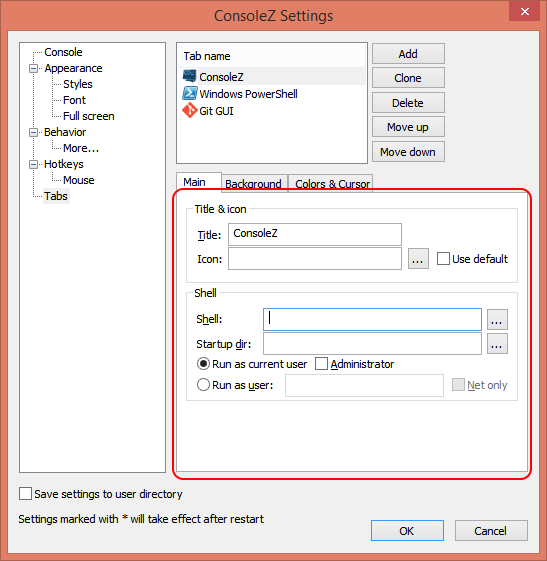 ConsoleZ Settings
Console
Appearance
Styles
Font
Full screen
Behavior
More...
Hotkeys
Mouse
Tabs
Tab name
ConsoleZ
Windows PowerShell
Git GUI
Add
Clone
Delete
Move up
Move down
Main Background Colors & Cursor
Title & icon
Title: ConsoleZ
Icon: ... Use default
Shell
Shell: ...
Startup dir: ...
Run as current user Administrator
Run as user: Net only
Save settings to user directory
Settings marked with * will take effect after restart
OK Cancel